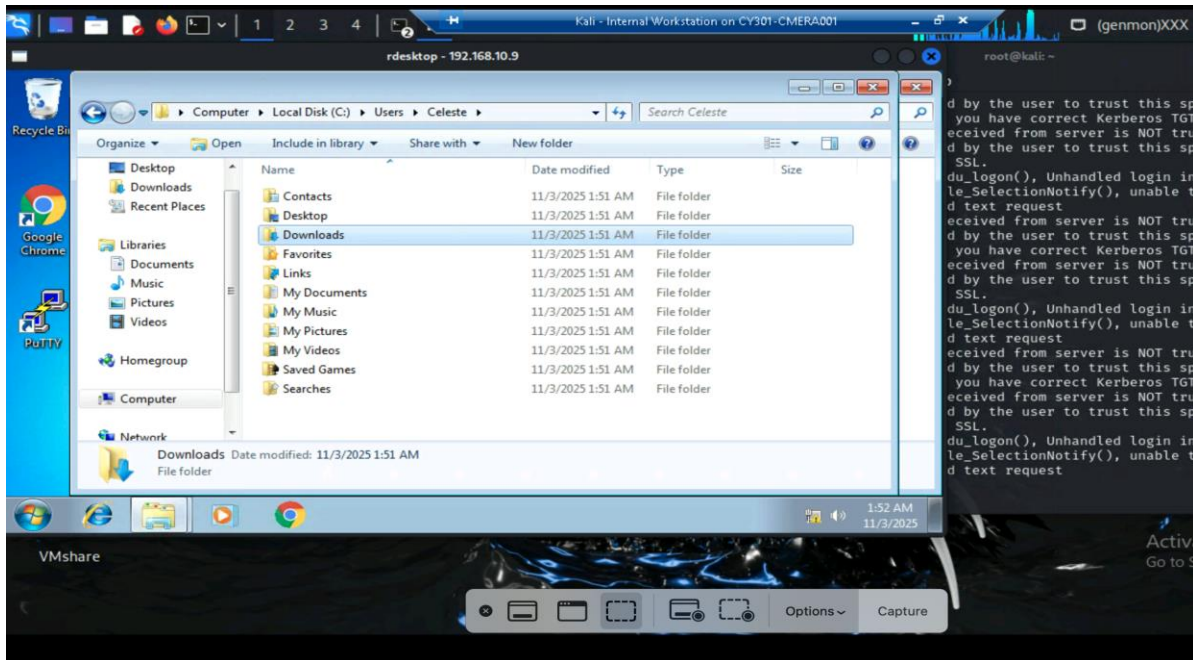 1 2 3 4 2 Kali - Internal Workstation on CY301-CMERA001 (genmon)XXX
rdesktop - 192.168.10.9
root@kali: ~
Recycle Bin
Google Chrome
PuTTY
Computer Local Disk (C:) Users Celeste Search Celeste
Organize Open Include in library Share with New folder
Desktop
Downloads
Recent Places
Libraries
Documents
Music
Pictures
Videos
Homegroup
Computer
Network
Name Date modified Type Size
Contacts 11/3/2025 1:51 AM File folder
Desktop 11/3/2025 1:51 AM File folder
Downloads 11/3/2025 1:51 AM File folder
Favorites 11/3/2025 1:51 AM File folder
Links 11/3/2025 1:51 AM File folder
My Documents 11/3/2025 1:51 AM File folder
My Music 11/3/2025 1:51 AM File folder
My Pictures 11/3/2025 1:51 AM File folder
My Videos 11/3/2025 1:51 AM File folder
Saved Games 11/3/2025 1:51 AM File folder
Searches 11/3/2025 1:51 AM File folder
Downloads Date modified: 11/3/2025 1:51 AM
File folder
1:52 AM
11/3/2025
d by the user to trust this sp
you have correct Kerberos TGT
eceived from server is NOT tru
d by the user to trust this sp
SSL.
du_logon(), Unhandled login in
le_SelectionNotify(), unable t
d text request
eceived from server is NOT tru
d by the user to trust this sp
you have correct Kerberos TGT
eceived from server is NOT tru
d by the user to trust this sp
SSL.
du_logon(), Unhandled login in
le_SelectionNotify(), unable t
d text request
eceived from server is NOT tru
d by the user to trust this sp
you have correct Kerberos TGT
eceived from server is NOT tru
d by the user to trust this sp
SSL.
du_logon(), Unhandled login in
le_SelectionNotify(), unable t
d text request
VMshare
Activ
Go to S
Options Capture